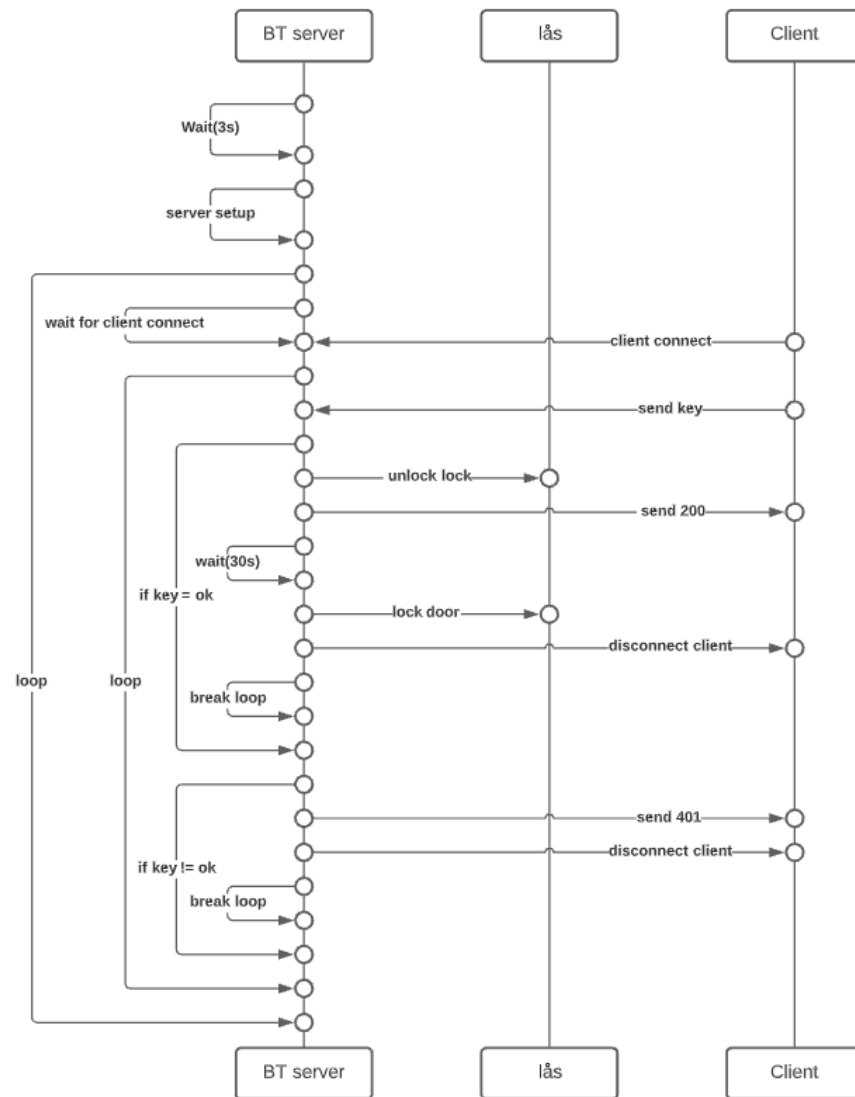 BT server
lås
Client
Wait(3s)
server setup
wait for client connect
client connect
send key
unlock lock
send 200
wait(30s)
if key = ok
lock door
disconnect client
loop
loop
break loop
send 401
disconnect client
if key != ok
break loop
BT server
lås
Client